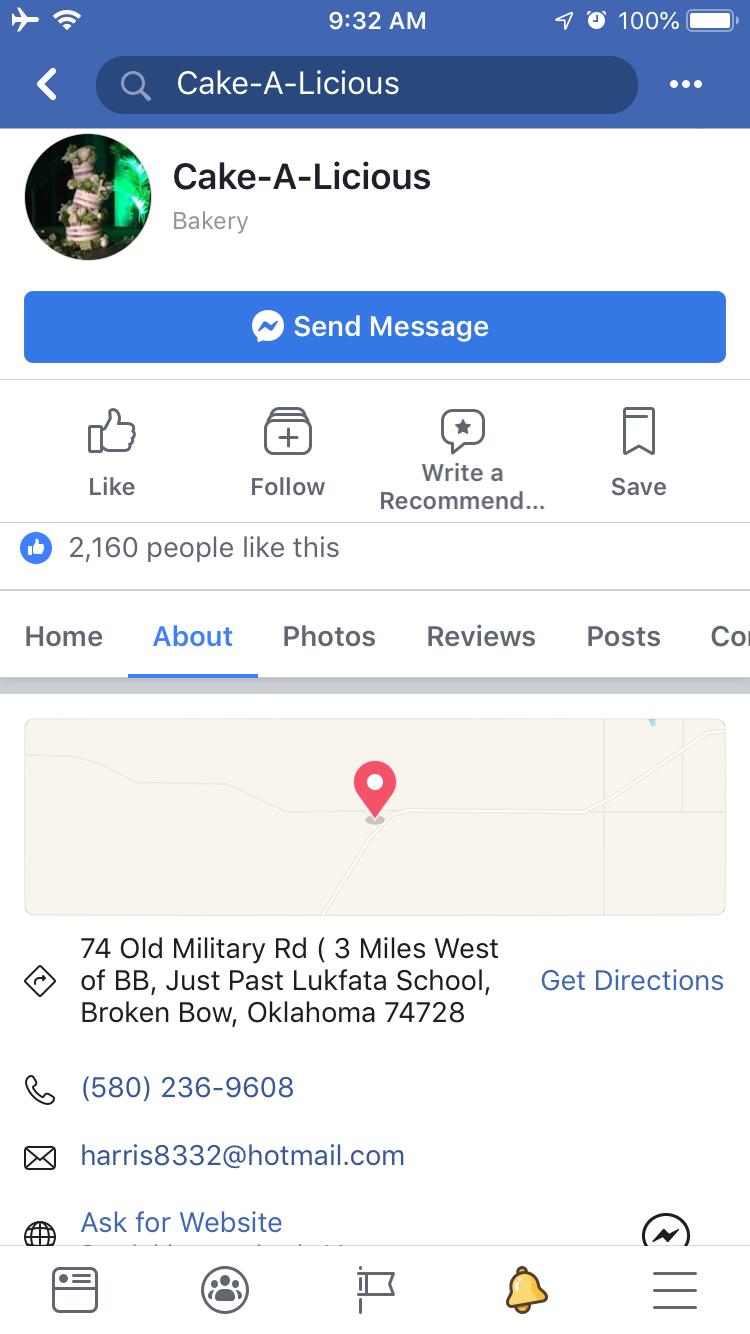 9:32 AM
100%
Cake-A-Licious
Cake-A-Licious
Bakery
Send Message
Like
Follow
Write a
Recommend...
Save
2,160 people like this
Home
About
Photos
Reviews
Posts
Co
74 Old Military Rd ( 3 Miles West
of BB, Just Past Lukfata School,
Broken Bow, Oklahoma 74728
Get Directions
(580) 236-9608
harris8332@hotmail.com
Ask for Website